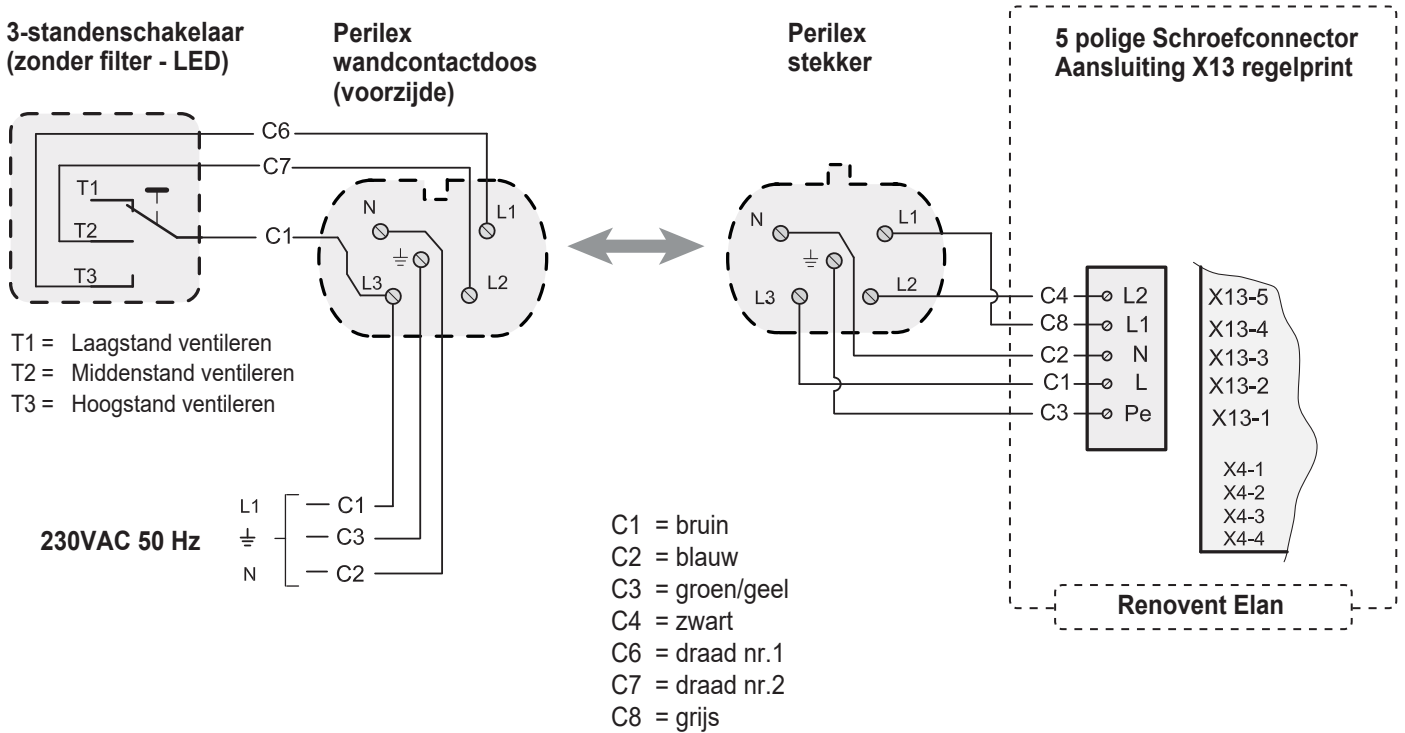 3-standenschakelaar
(zonder filter - LED)
Perilex
wandcontactdoos
(voorzijde)
Perilex
stekker
5 polige Schroefconnector
Aansluiting X13 regelprint
C6
C7
C1
T1
T2
T3
N
L1
L3
L2
N
L1
L3
L2
C4
C8
C2
C1
C3
L2
L1
N
L
Pe
X13-5
X13-4
X13-3
X13-2
X13-1
X4-1
X4-2
X4-3
X4-4
T1 = Laagstand ventileren
T2 = Middenstand ventileren
T3 = Hoogstand ventileren
230VAC 50 Hz
L1
N
C1
C3
C2
C1 = bruin
C2 = blauw
C3 = groen/geel
C4 = zwart
C6 = draad nr.1
C7 = draad nr.2
C8 = grijs
Renovent Elan